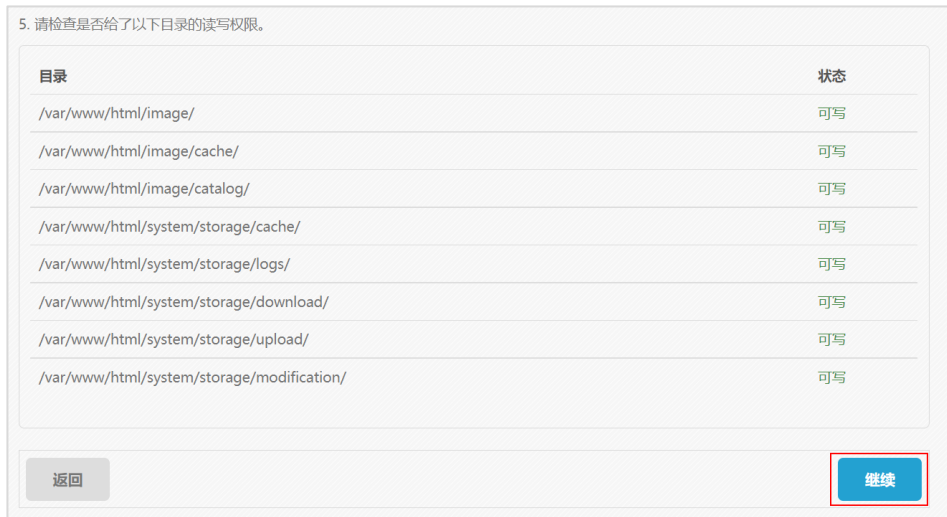 5. 请检查是否给了以下目录的读写权限。
目录 状态
/var/www/html/image/ 可写
/var/www/html/image/cache/ 可写
/var/www/html/image/catalog/ 可写
/var/www/html/system/storage/cache/ 可写
/var/www/html/system/storage/logs/ 可写
/var/www/html/system/storage/download/ 可写
/var/www/html/system/storage/upload/ 可写
/var/www/html/system/storage/modification/ 可写
返回 继续